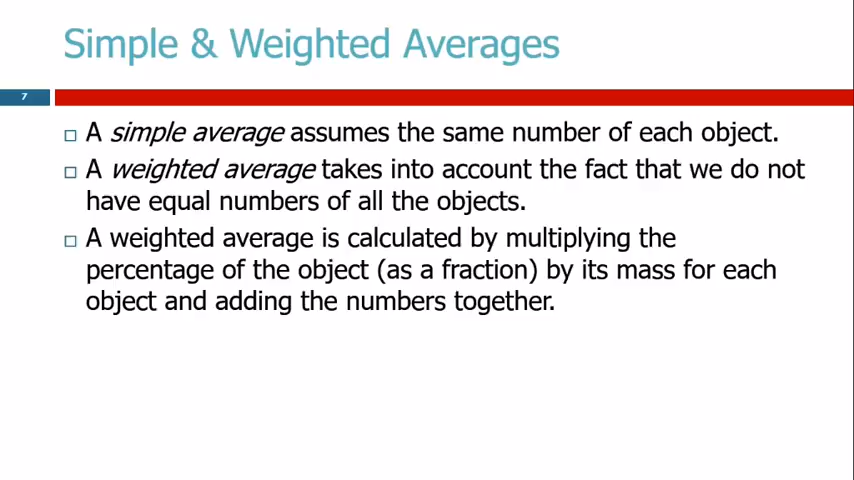 Simple & Weighted Averages
7
□ A simple average assumes the same number of each object.
□ A weighted average takes into account the fact that we do not
have equal numbers of all the objects.
□ A weighted average is calculated by multiplying the
percentage of the object (as a fraction) by its mass for each
object and adding the numbers together.